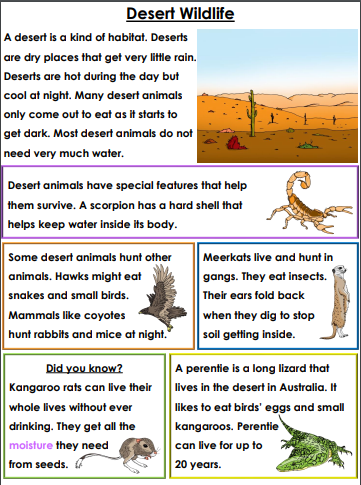 Desert Wildlife
A desert is a kind of habitat. Deserts
are dry places that get very little rain.
Deserts are hot during the day but
cool at night. Many desert animals
only come out to eat as it starts to
get dark. Most desert animals do not
need very much water.
Desert animals have special features that help
them survive. A scorpion has a hard shell that
helps keep water inside its body.
Some desert animals hunt other
animals. Hawks might eat
snakes and small birds.
Mammals like coyotes
hunt rabbits and mice at night.
Meerkats live and hunt in
gangs. They eat insects.
Their ears fold back
when they dig to stop
soil getting inside.
Did you know?
Kangaroo rats can live their
whole lives without ever
drinking. They get all the
moisture they need
from seeds.
A perentie is a long lizard that
lives in the desert in Australia. It
likes to eat birds' eggs and small
kangaroos. Perentie
can live for up to
20 years.